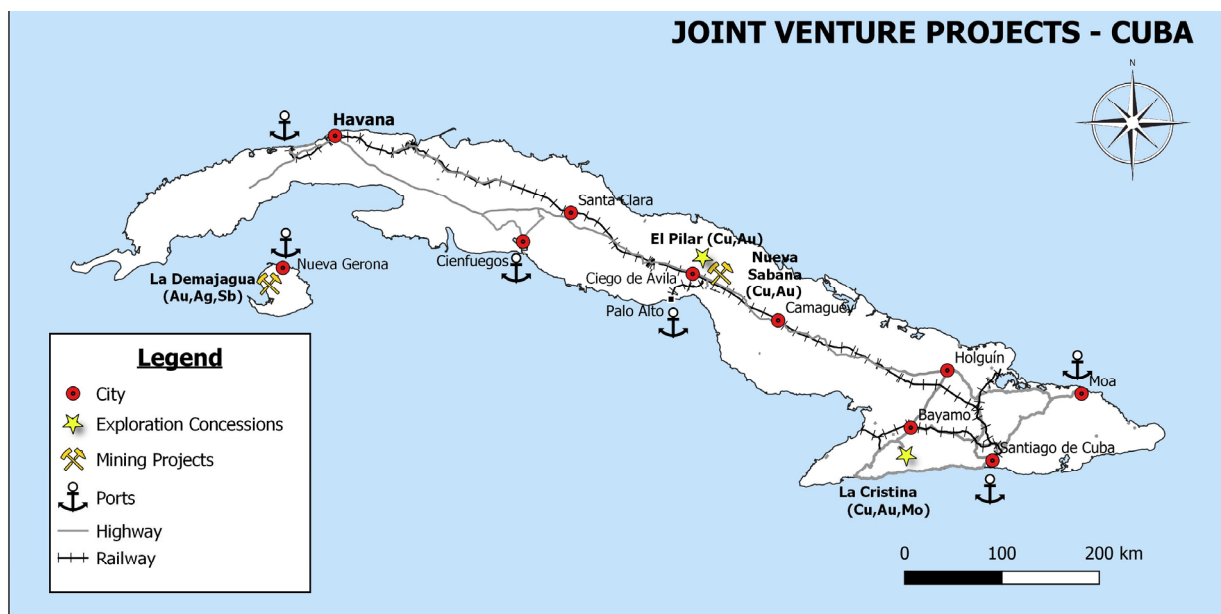 JOINT VENTURE PROJECTS - CUBA
N
Havana
Santa Clara
Cienfuegos
El Pilar (Cu,Au)
Nueva
Sabana
(Cu,Au)
Ciego de Ávila
Nueva Gerona
La Demajagua
(Au,Ag,Sb)
Palo Alto
Camaguey
Holguín
Moa
Bayamo
Santiago de Cuba
La Cristina
(Cu,Au,Mo)
Legend
City
Exploration Concessions
Mining Projects
Ports
Highway
Railway
0 100 200 km